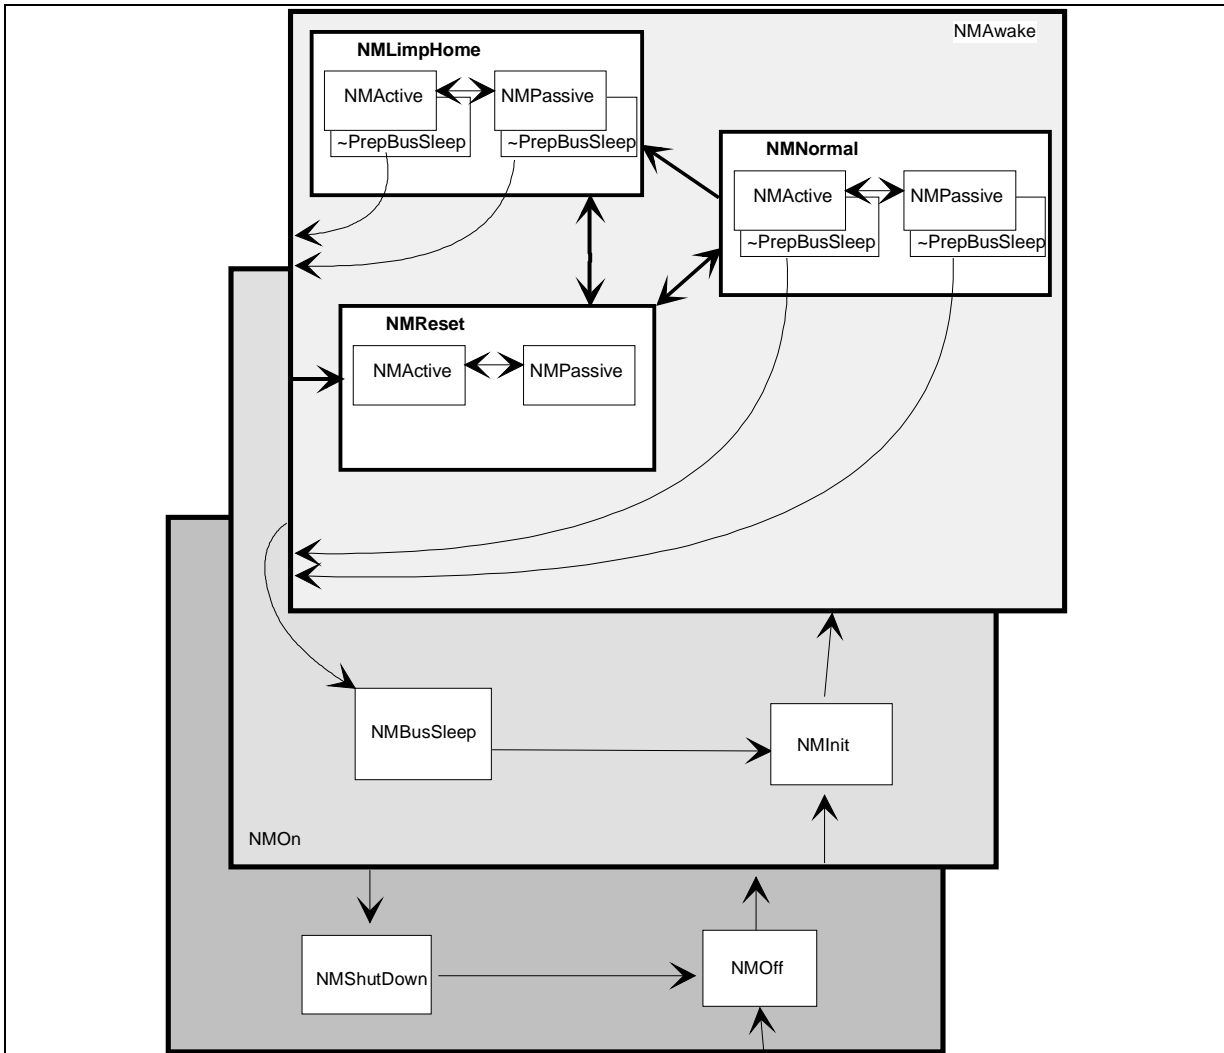 NMAwake
NMLimpHome
NMActive
NMPassive
~PrepBusSleep
~PrepBusSleep
NMNormal
NMActive
NMPassive
~PrepBusSleep
~PrepBusSleep
NMReset
NMActive
NMPassive
NMBusSleep
NMInit
NMOn
NMShutDown
NMOff